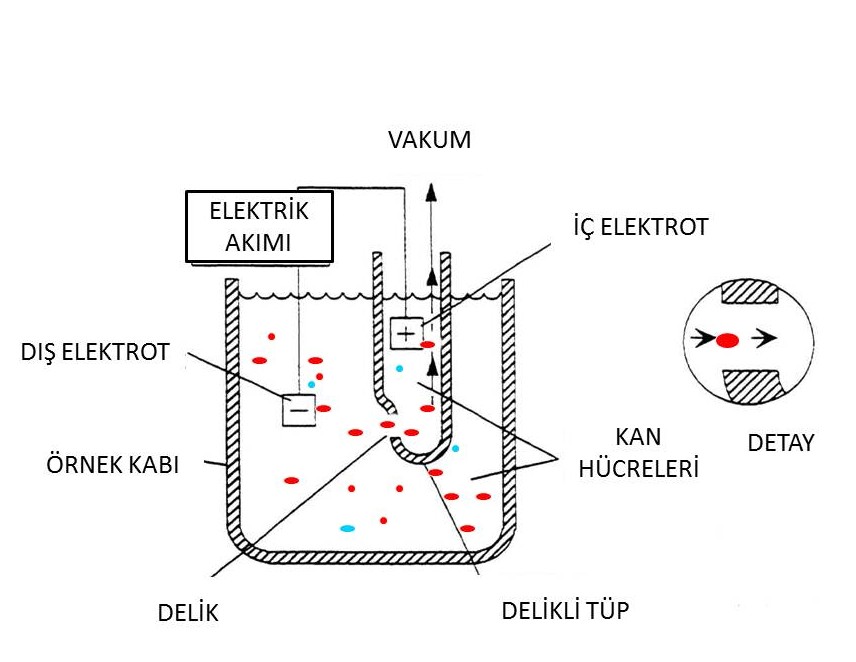 VAKUM
ELEKTRİK
AKIMI
İÇ ELEKTROT
+
DIŞ ELEKTROT
−
KAN
HÜCRELERİ
DETAY
ÖRNEK KABI
DELİK
DELİKLİ TÜP